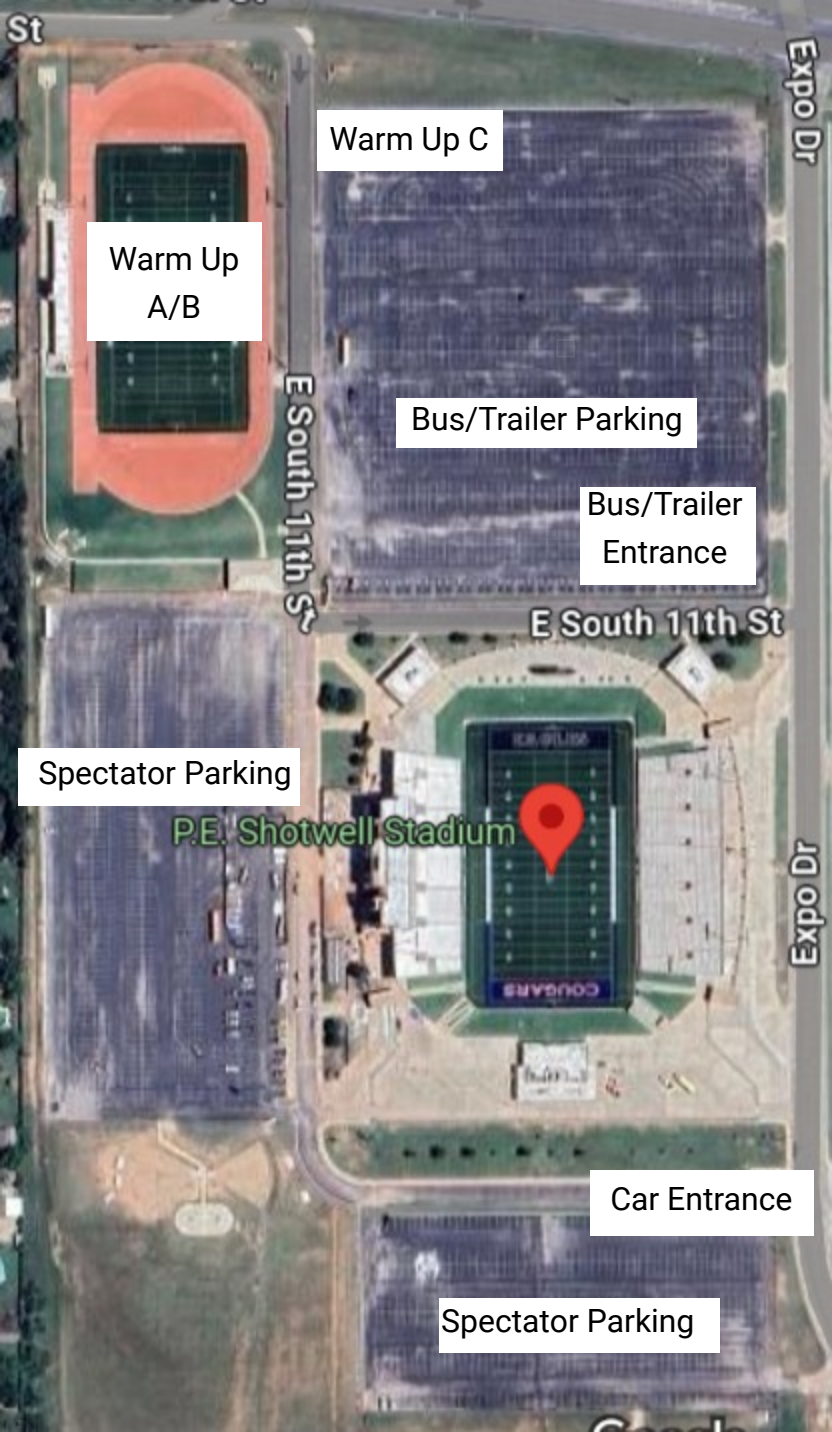 St
Expo Dr
Warm Up C
Warm Up
A/B
E South 11th St
Bus/Trailer Parking
Bus/Trailer
Entrance
E South 11th St
Spectator Parking
P.E. Shotwell Stadium
Expo Dr
COUGARS
Car Entrance
Spectator Parking
Google